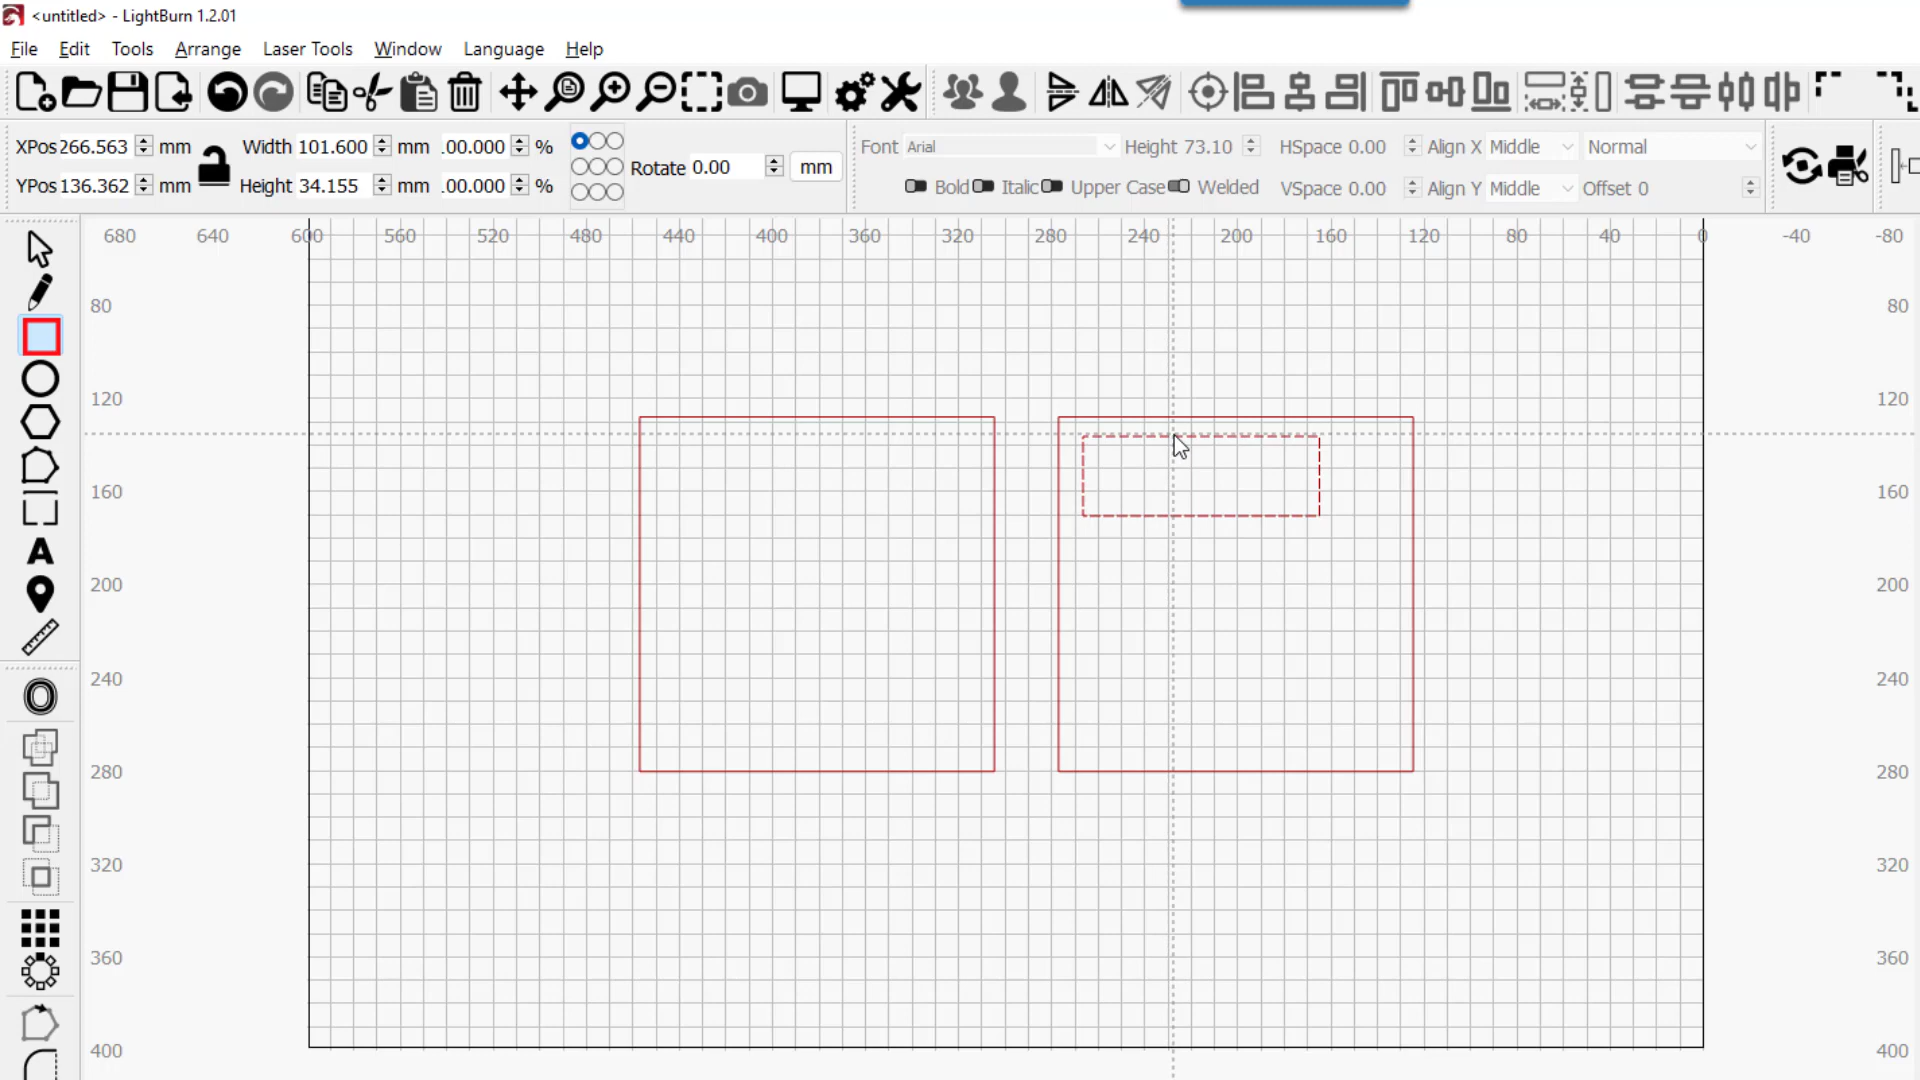 <untitled> - LightBurn 1.2.01
File Edit Tools Arrange Laser Tools Window Language Help
XPos 266.563 mm Width 101.600 mm .00.000 % Rotate 0.00 mm Font Arial Height 73.10 HSpace 0.00 Align X Middle Normal
YPos 136.362 mm Height 34.155 mm .00.000 % Bold Italic Upper Case Welded VSpace 0.00 Align Y Middle Offset 0
680 640 600 560 520 480 440 400 360 320 280 240 200 160 120 80 40 0 -40 -80
80 80
120 120
160 160
200 200
240 240
280 280
320 320
360 360
400 400